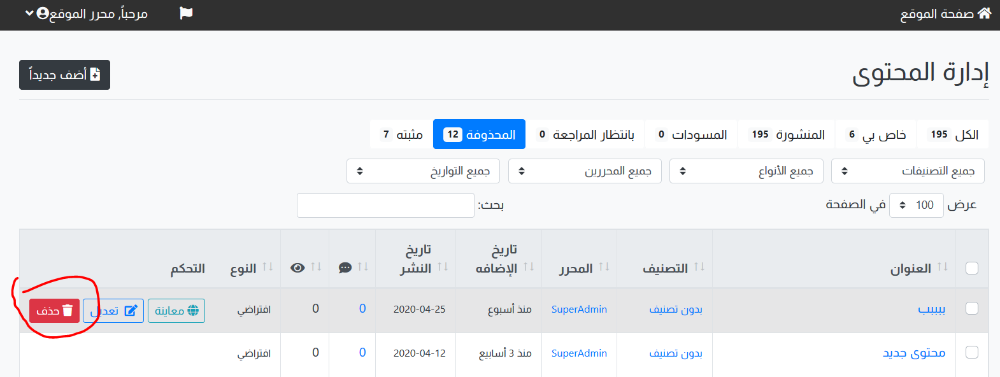 صفحة الموقع
مرحباً, محرر الموقع
إدارة المحتوى
أضف جديداً
الكل 195 خاص بي 6 المنشورة 195 المسودات 0 بانتظار المراجعة 0 المحذوفة 12 مثبته 7
جميع التصنيفات جميع الأنواع جميع المحررين جميع التواريخ
عرض 100 في الصفحة بحث:
العنوان التصنيف المحرر تاريخ الإضافه تاريخ النشر النوع التحكم
ببببب بدون تصنيف SuperAdmin منذ أسبوع 2020-04-25 0 0 افتراضي معاينة تعديل حذف
محتوى جديد بدون تصنيف SuperAdmin منذ 3 أسابيع 2020-04-12 0 0 افتراضي